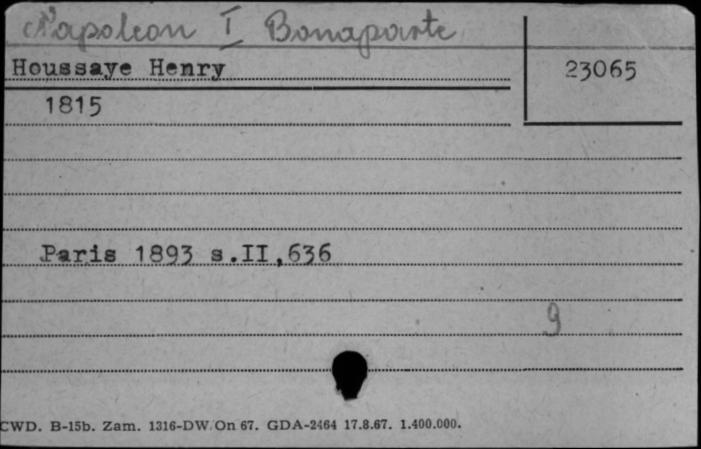 Napoleon I Bonaparte
Houssaye Henry
23065
1815
Paris 1893 s.II,636
9
CWD. B-15b. Zam. 1316-DW/On 67. GDA-2464 17.8.67. 1.400.000.